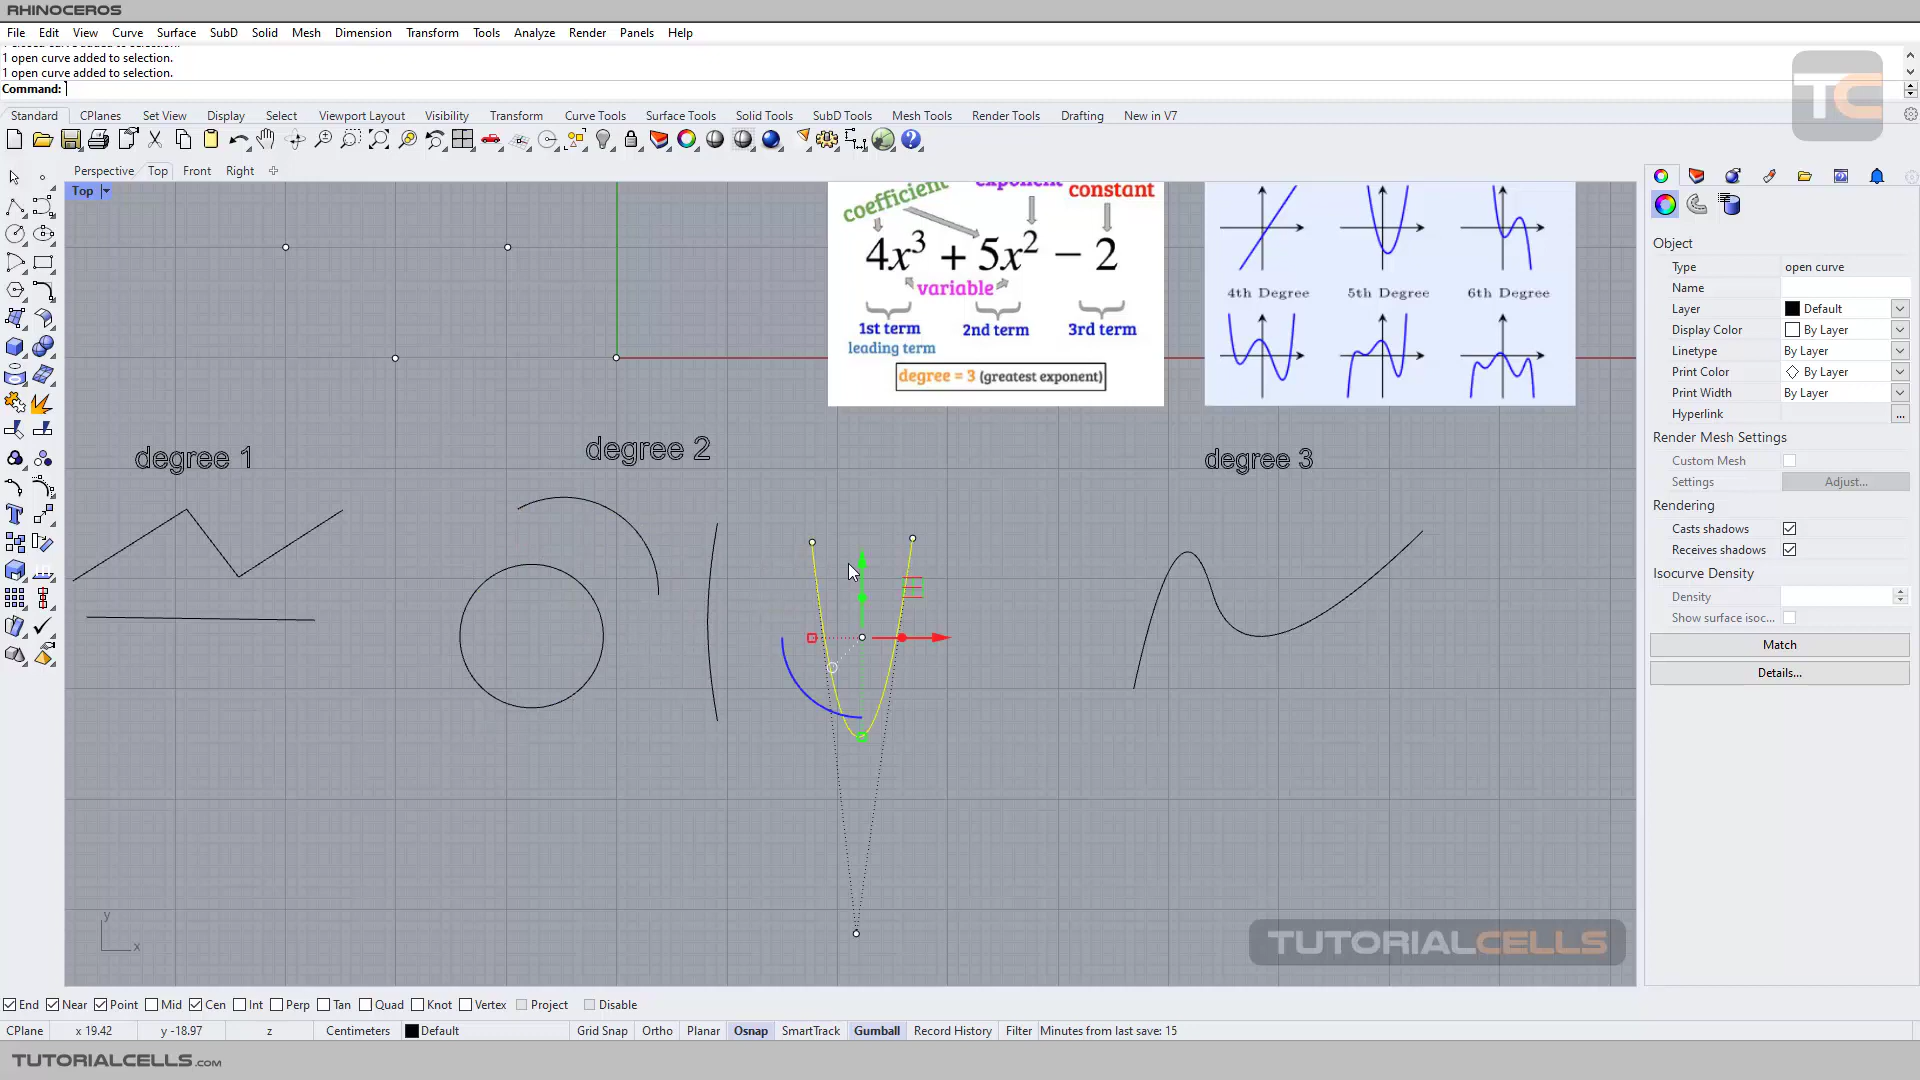 RHINOCEROS
File Edit View Curve Surface SubD Solid Mesh Dimension Transform Tools Analyze Render Panels Help
1 open curve added to selection.
1 open curve added to selection.
Command:
TC
Standard CPlanes Set View Display Select Viewport Layout Visibility Transform Curve Tools Surface Tools Solid Tools SubD Tools Mesh Tools Render Tools Drafting New in V7
Perspective Top Front Right
Top
coefficient exponent constant
4x³ + 5x² − 2
variable
1st term 2nd term 3rd term
leading term
degree = 3 (greatest exponent)
4th Degree 5th Degree 6th Degree
degree 1
degree 2
degree 3
Object
Type open curve
Name
Layer Default
Display Color By Layer
Linetype By Layer
Print Color By Layer
Print Width By Layer
Hyperlink ...
Render Mesh Settings
Custom Mesh
Settings Adjust...
Rendering
Casts shadows
Receives shadows
Isocurve Density
Density
Show surface isoc...
Match
Details...
y
x
TUTORIALCELLS
End Near Point Mid Cen Int Perp Tan Quad Knot Vertex Project Disable
CPlane x 19.42 y -18.97 z Centimeters Default Grid Snap Ortho Planar Osnap SmartTrack Gumball Record History Filter Minutes from last save: 15
TUTORIALCELLS.COM